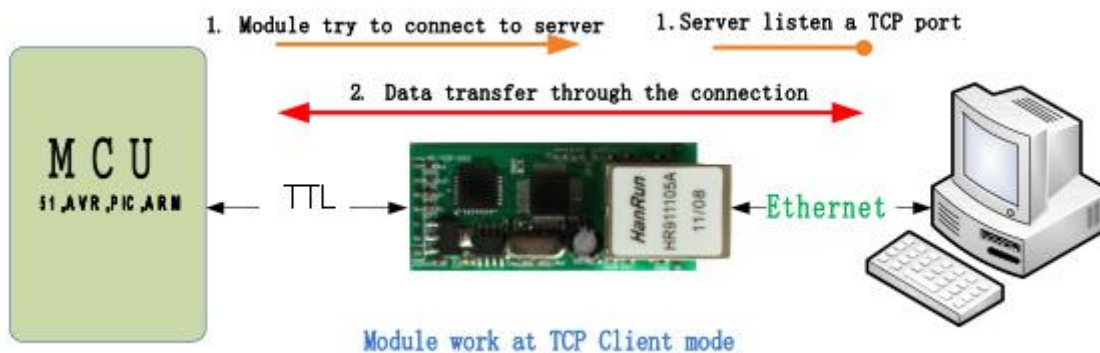 1. Module try to connect to server
1.Server listen a TCP port
2. Data transfer through the connection
MCU
51,AVR,PIC,ARM
TTL
HanRun
HR911105A
11/08
Ethernet
Module work at TCP Client mode